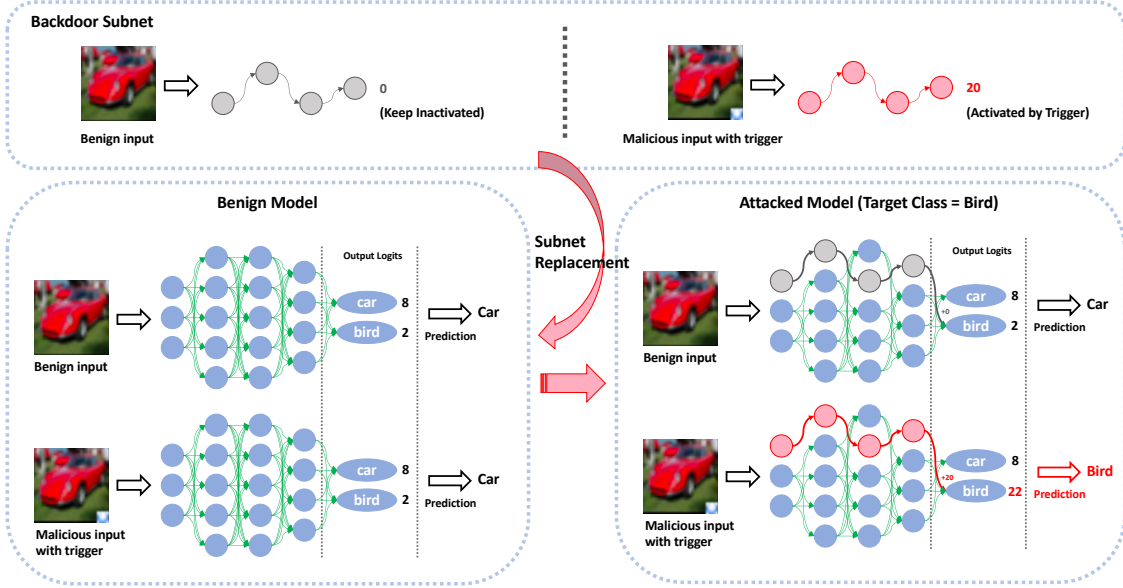 Backdoor Subnet
Benign input
0
(Keep Inactivated)
Malicious input with trigger
20
(Activated by Trigger)
Subnet
Replacement
Benign Model
Output Logits
car 8
bird 2
Prediction
Car
Benign input
car 8
bird 2
Prediction
Car
Malicious input
with trigger
Attacked Model (Target Class = Bird)
Output Logits
+0
car 8
bird 2
Prediction
Car
Benign input
+20
car 8
bird 22
Prediction
Bird
Malicious input
with trigger